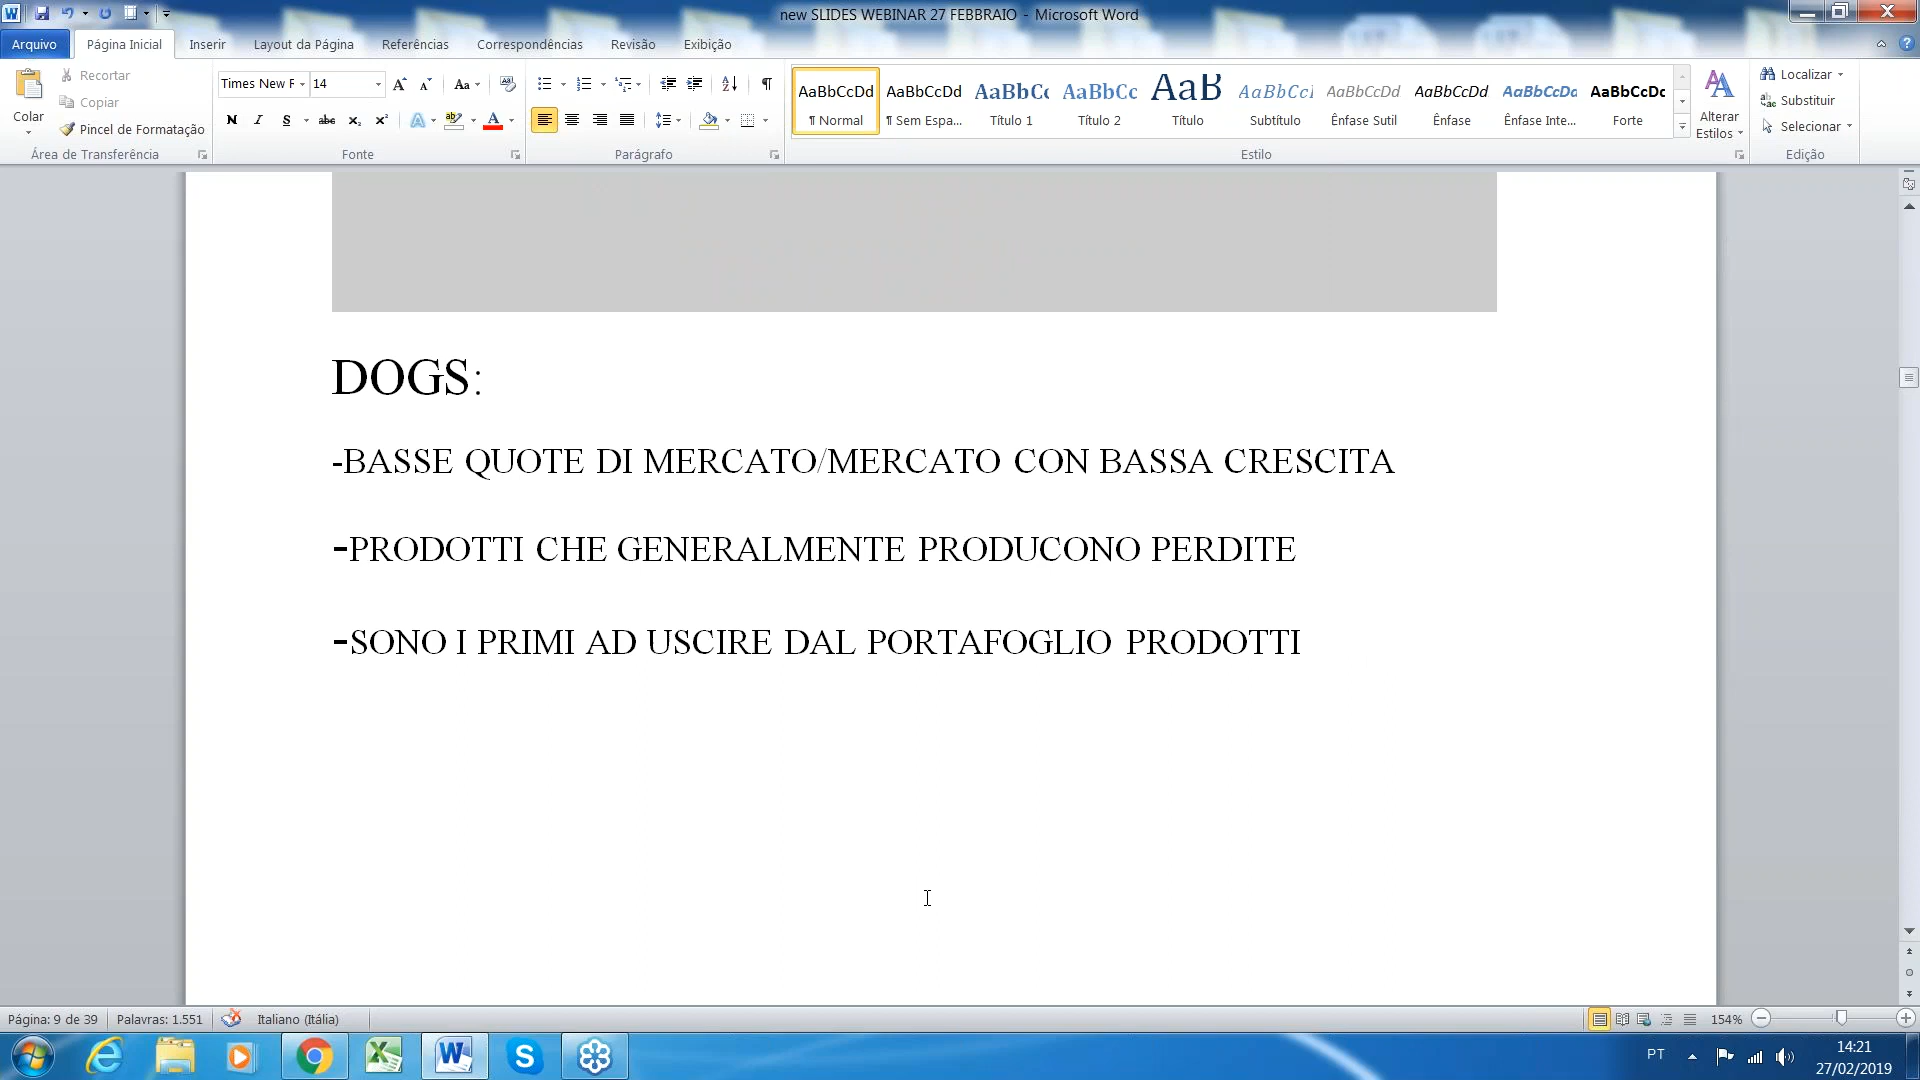 new SLIDES WEBINAR 27 FEBBRAIO - Microsoft Word
Arquivo Página Inicial Inserir Layout da Página Referências Correspondências Revisão Exibição
Colar
Recortar
Copiar
Pincel de Formatação
Área de Transferência
Times New F 14
Aa
N I S abc x₂ x²
Fonte
Parágrafo
AaBbCcDd AaBbCcDd AaBbCc AaBbCc AaB AaBbCcI AaBbCcDd AaBbCcDd AaBbCcDa AaBbCcDc
¶ Normal ¶ Sem Espa... Título 1 Título 2 Título Subtítulo Ênfase Sutil Ênfase Ênfase Inte... Forte
Estilo
Alterar
Estilos
Localizar
Substituir
Selecionar
Edição
DOGS:
-BASSE QUOTE DI MERCATO/MERCATO CON BASSA CRESCITA
-PRODOTTI CHE GENERALMENTE PRODUCONO PERDITE
-SONO I PRIMI AD USCIRE DAL PORTAFOGLIO PRODOTTI
Página: 9 de 39 Palavras: 1.551 Italiano (Itália) 154%
PT 14:21
27/02/2019